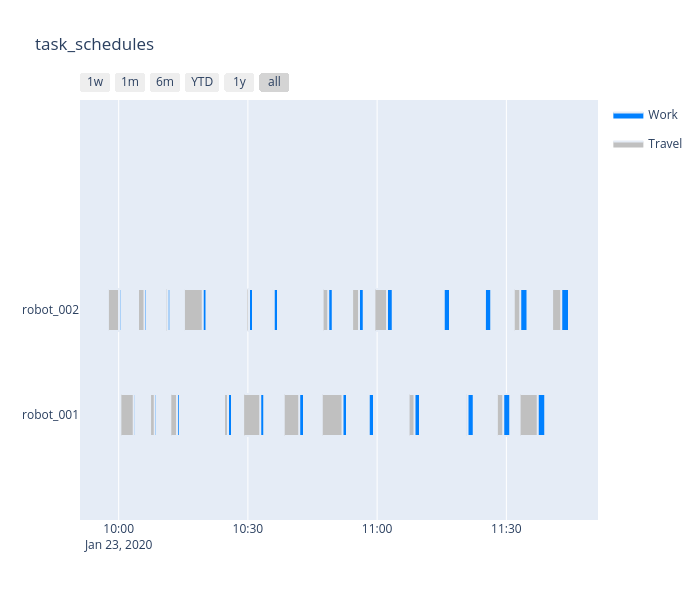 task_schedules
1w 1m 6m YTD 1y all
Work
Travel
robot_002
robot_001
10:00 10:30 11:00 11:30
Jan 23, 2020